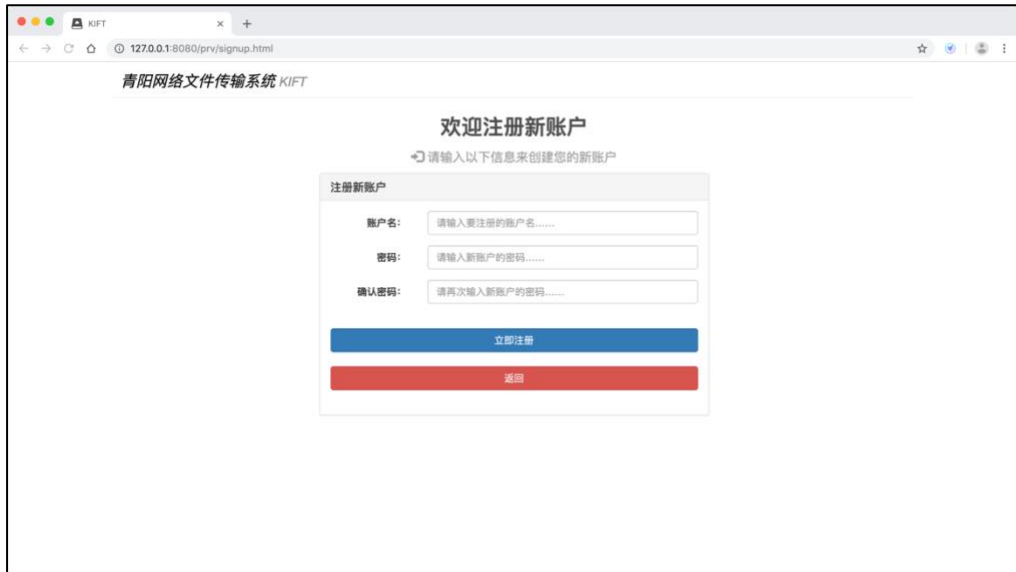 KIFT
127.0.0.1:8080/prv/signup.html
青阳网络文件传输系统 KIFT
欢迎注册新账户
请输入以下信息来创建您的新账户
注册新账户
账户名:
请输入要注册的账户名......
密码:
请输入新账户的密码......
确认密码:
请再次输入新账户的密码......
立即注册
返回